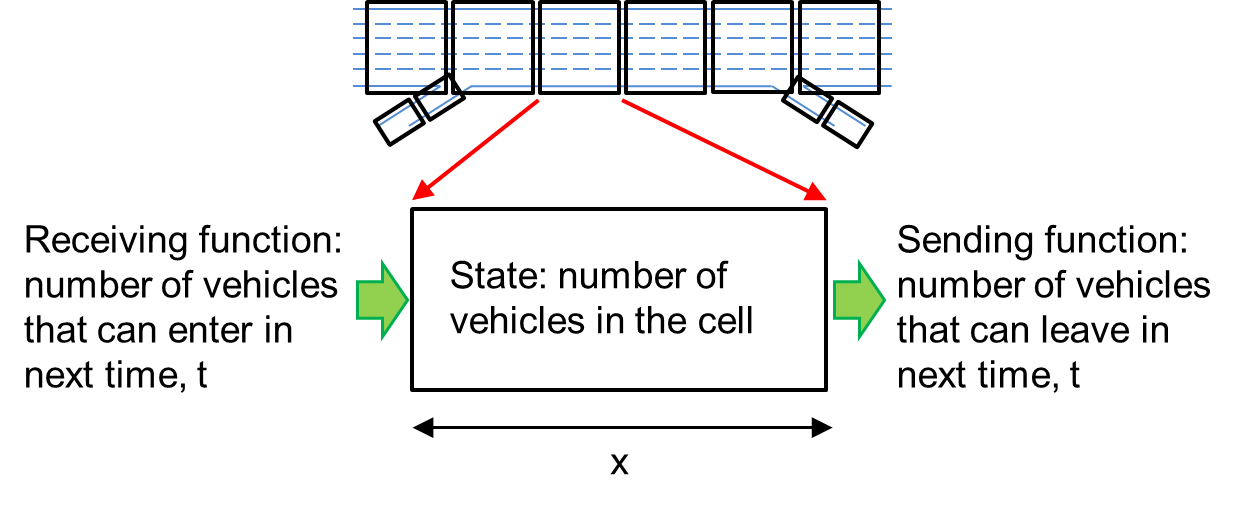 Receiving function:
number of vehicles
that can enter in
next time, t
State: number of
vehicles in the cell
Sending function:
number of vehicles
that can leave in
next time, t
x